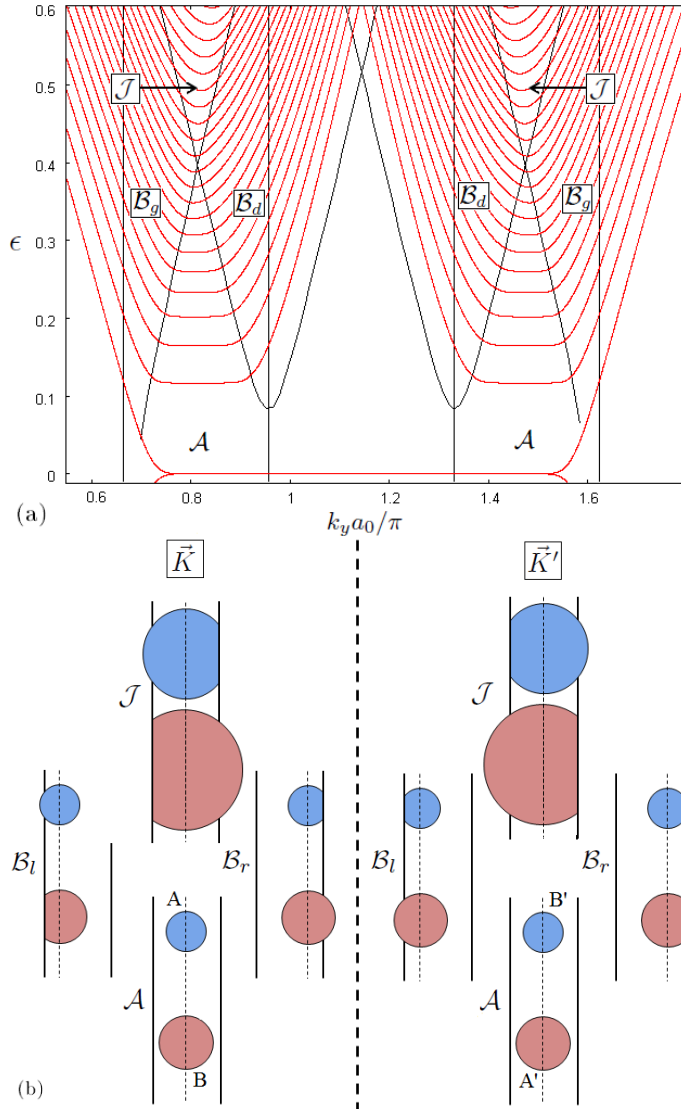 0.6
0.5
𝒥
𝒥
0.4
ℬ_g
ℬ_d
ℬ_d
ℬ_g
0.3
ϵ
0.2
0.1
𝒜
𝒜
0
0.6
0.8
1
1.2
1.4
1.6
(a)
k_y a_0/π
K⃗
K⃗'
𝒥
𝒥
ℬ_l
ℬ_r
ℬ_l
ℬ_r
A
B'
𝒜
𝒜
B
A'
(b)